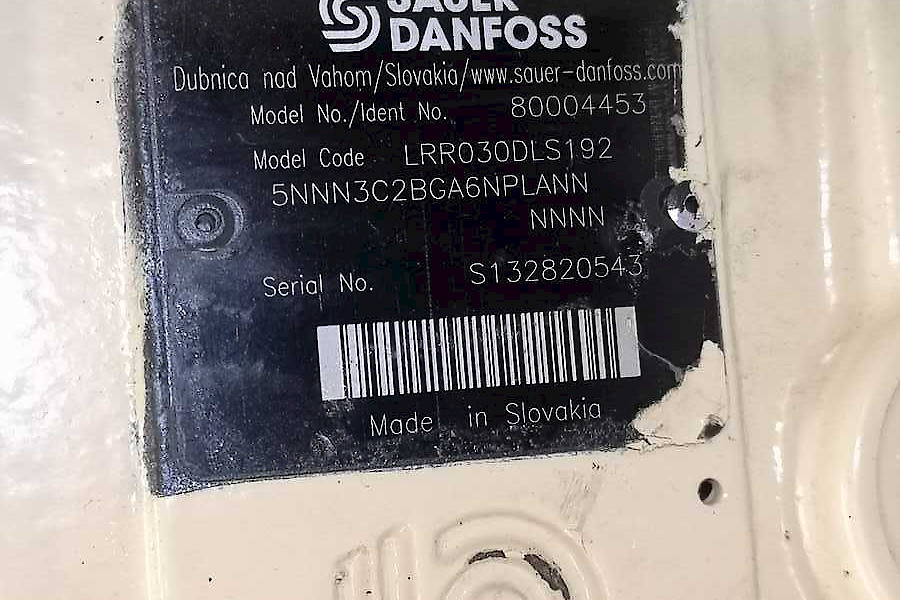 SAUER
DANFOSS
Dubnica nad Vahom/Slovakia/www.sauer-danfoss.com
Model No./Ident No. 80004453
Model Code LRR030DLS192
5NNN3C2BGA6NPLANN
NNNN
Serial No. S132820543
Made in Slovakia